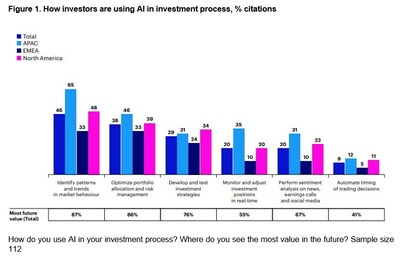 Figure 1. How investors are using AI in investment process, % citations
Total
APAC
EMEA
North America
46 65 33 48
38 46 33 39
29 31 24 34
20 35 10 20
20 31 10 23
9 12 5 11
Identify patterns and trends in market behaviour
Optimize portfolio allocation and risk management
Develop and test investment strategies
Monitor and adjust investment positions in real-time
Perform sentiment analysis on news, earnings calls and social media
Automate timing of trading decisions
Most future value (Total) 67% 86% 76% 55% 67% 41%
How do you use AI in your investment process? Where do you see the most value in the future? Sample size
112